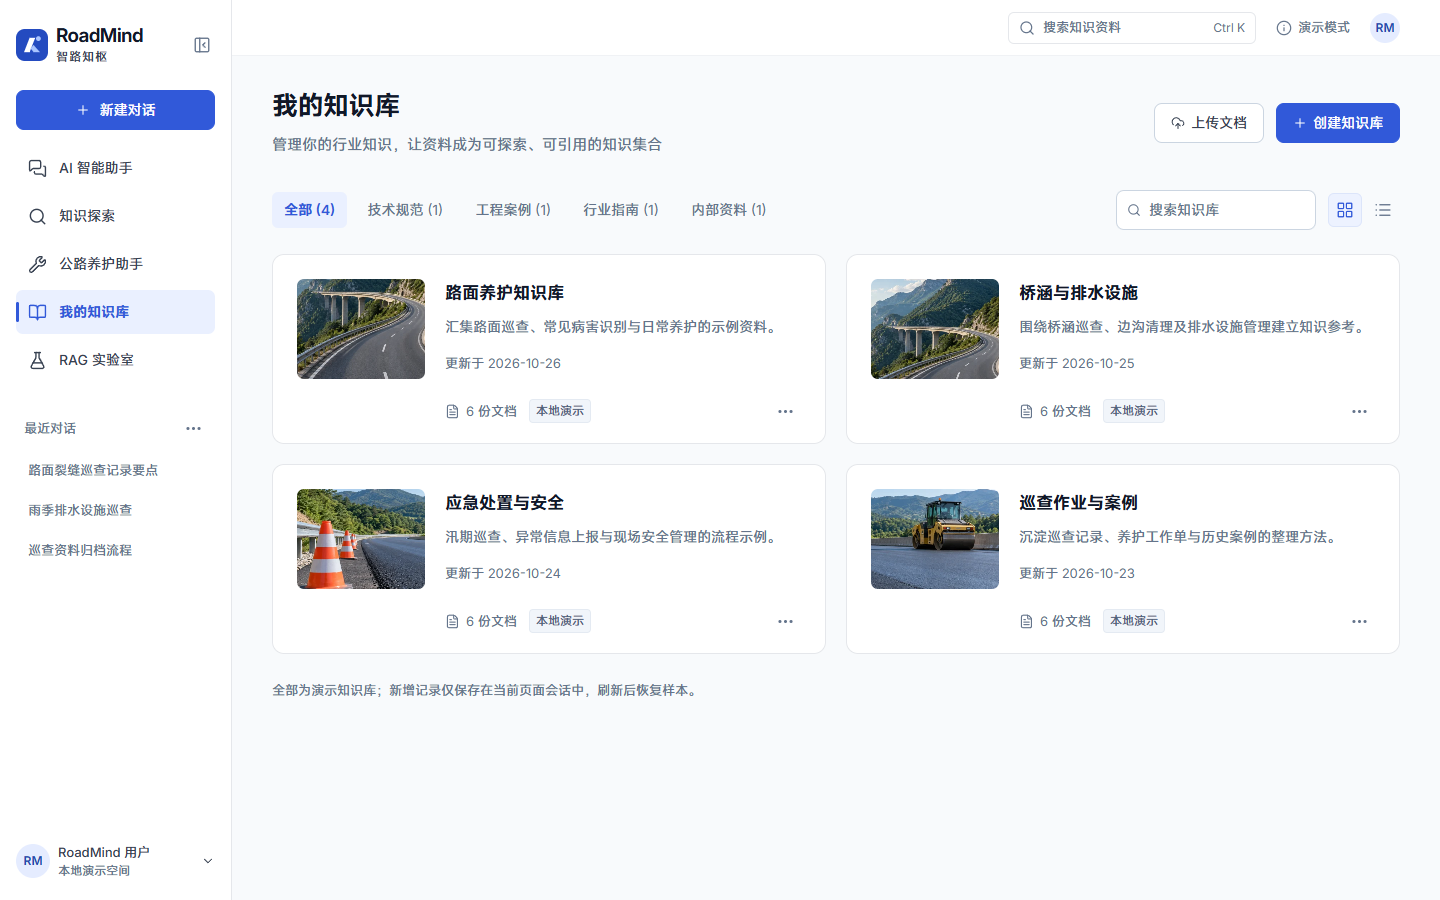 RoadMind
智路知枢
新建对话
AI 智能助手
知识探索
公路养护助手
我的知识库
RAG 实验室
最近对话
路面裂缝巡查记录要点
雨季排水设施巡查
巡查资料归档流程
RM
RoadMind 用户
本地演示空间
搜索知识资料 Ctrl K
演示模式
RM
我的知识库
管理你的行业知识，让资料成为可探索、可引用的知识集合
上传文档
创建知识库
全部 (4) 技术规范 (1) 工程案例 (1) 行业指南 (1) 内部资料 (1)
搜索知识库
路面养护知识库
汇集路面巡查、常见病害识别与日常养护的示例资料。
更新于 2026-10-26
6 份文档 本地演示
桥涵与排水设施
围绕桥涵巡查、边沟清理及排水设施管理建立知识参考。
更新于 2026-10-25
6 份文档 本地演示
应急处置与安全
汛期巡查、异常信息上报与现场安全管理的流程示例。
更新于 2026-10-24
6 份文档 本地演示
巡查作业与案例
沉淀巡查记录、养护工作单与历史案例的整理方法。
更新于 2026-10-23
6 份文档 本地演示
全部为演示知识库；新增记录仅保存在当前页面会话中，刷新后恢复样本。